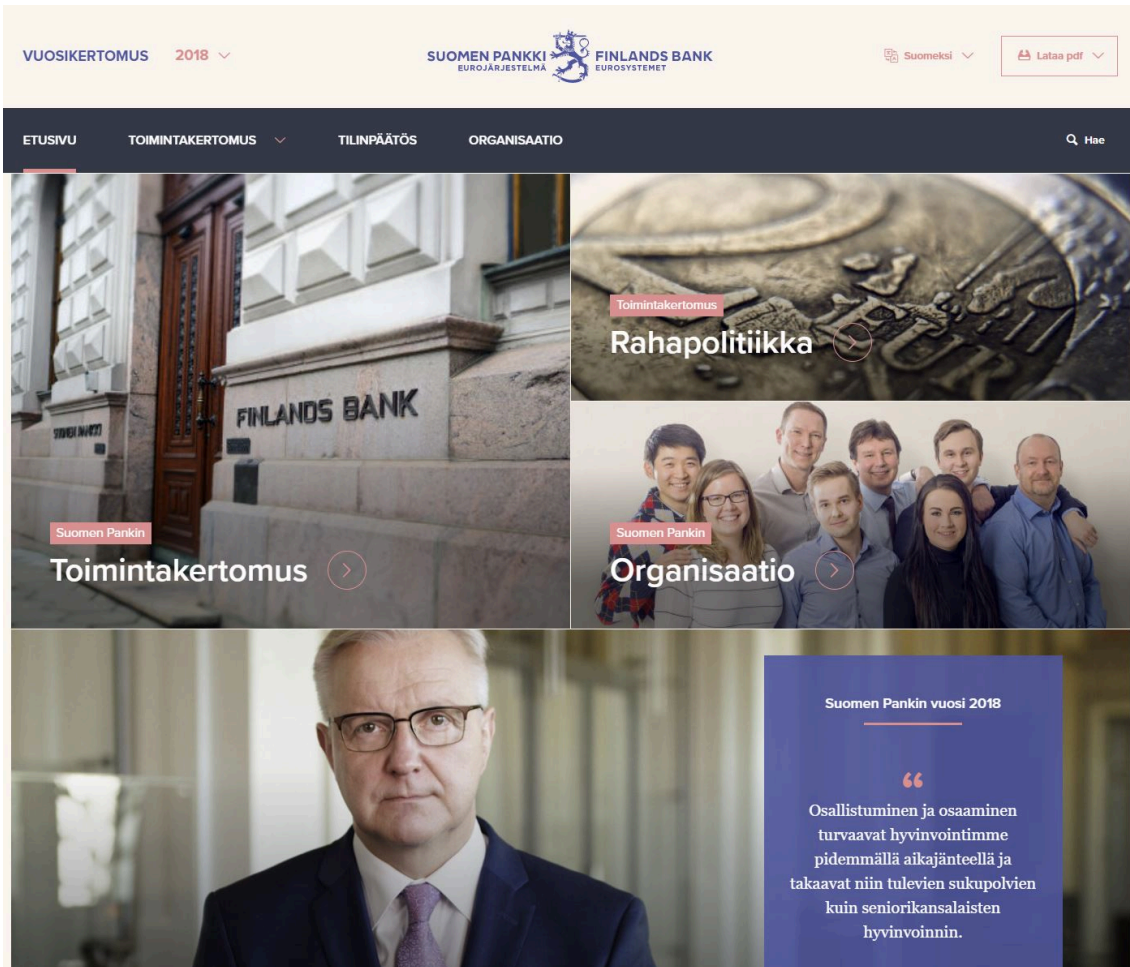 VUOSIKERTOMUS 2018
SUOMEN PANKKI FINLANDS BANK
EUROJÄRJESTELMÄ EUROSYSTEMET
Suomeksi
Lataa pdf
ETUSIVU TOIMINTAKERTOMUS TILINPÄÄTÖS ORGANISAATIO Hae
FINLANDS BANK
SUOMEN PANKKI
Suomen Pankin
Toimintakertomus
Toimintakertomus
Rahapolitiikka
Suomen Pankin
Organisaatio
Suomen Pankin vuosi 2018
“
Osallistuminen ja osaaminen
turvaavat hyvinvointimme
pidemmällä aikajänteellä ja
takaavat niin tulevien sukupolvien
kuin seniorikansalaisten
hyvinvoinnin.